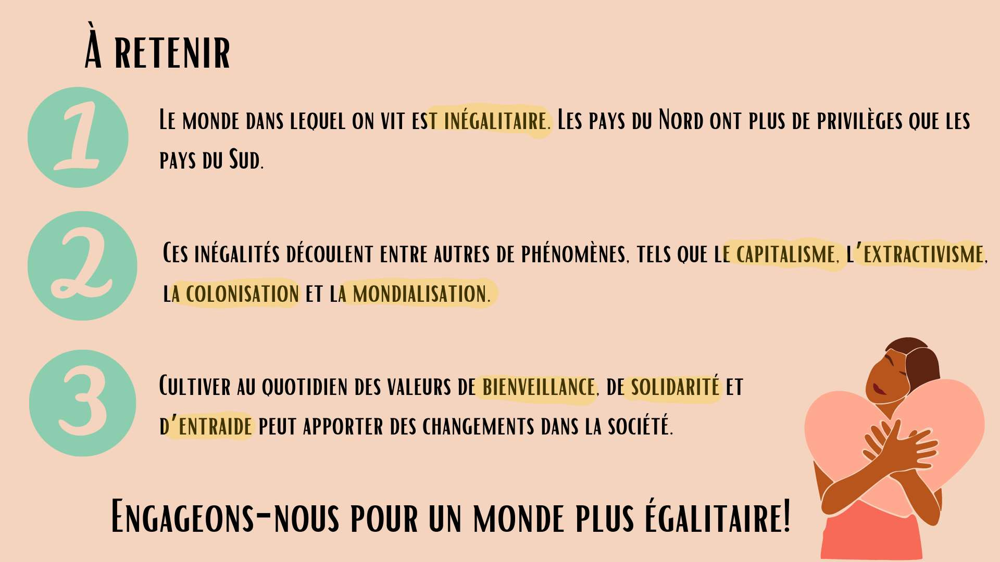 À retenir
1
Le monde dans lequel on vit est inégalitaire. Les pays du Nord ont plus de privilèges que les
pays du Sud.
2
Ces inégalités découlent entre autres de phénomènes, tels que le capitalisme, l'extractivisme,
la colonisation et la mondialisation.
3
Cultiver au quotidien des valeurs de bienveillance, de solidarité et
d'entraide peut apporter des changements dans la société.
Engageons-nous pour un monde plus égalitaire!